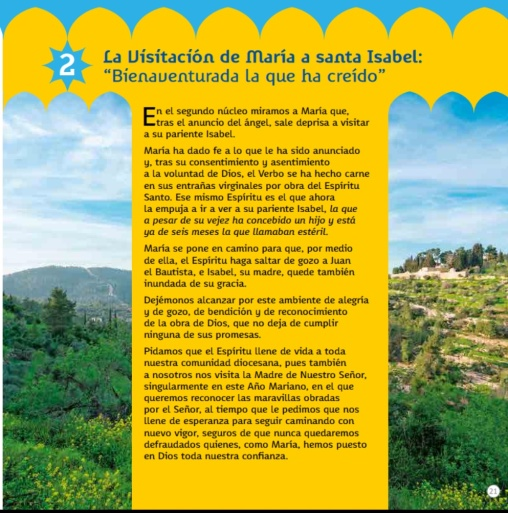 2
La Visitación de María a santa Isabel:
“Bienaventurada la que ha creído”
En el segundo núcleo miramos a María que,
tras el anuncio del ángel, sale deprisa a visitar
a su pariente Isabel.
María ha dado fe a lo que le ha sido anunciado
y, tras su consentimiento y asentimiento
a la voluntad de Dios, el Verbo se ha hecho carne
en sus entrañas virginales por obra del Espíritu
Santo. Ese mismo Espíritu es el que ahora
la empuja a ir a ver a su pariente Isabel, la que
a pesar de su vejez ha concebido un hijo y está
ya de seis meses la que llamaban estéril.
María se pone en camino para que, por medio
de ella, el Espíritu haga saltar de gozo a Juan
el Bautista, e Isabel, su madre, quede también
inundada de su gracia.
Dejémonos alcanzar por este ambiente de alegría
y de gozo, de bendición y de reconocimiento
de la obra de Dios, que no deja de cumplir
ninguna de sus promesas.
Pidamos que el Espíritu llene de vida a toda
nuestra comunidad diocesana, pues también
a nosotros nos visita la Madre de Nuestro Señor,
singularmente en este Año Mariano, en el que
queremos reconocer las maravillas obradas
por el Señor, al tiempo que le pedimos que nos
llene de esperanza para seguir caminando con
nuevo vigor, seguros de que nunca quedaremos
defraudados quienes, como María, hemos puesto
en Dios toda nuestra confianza.
21